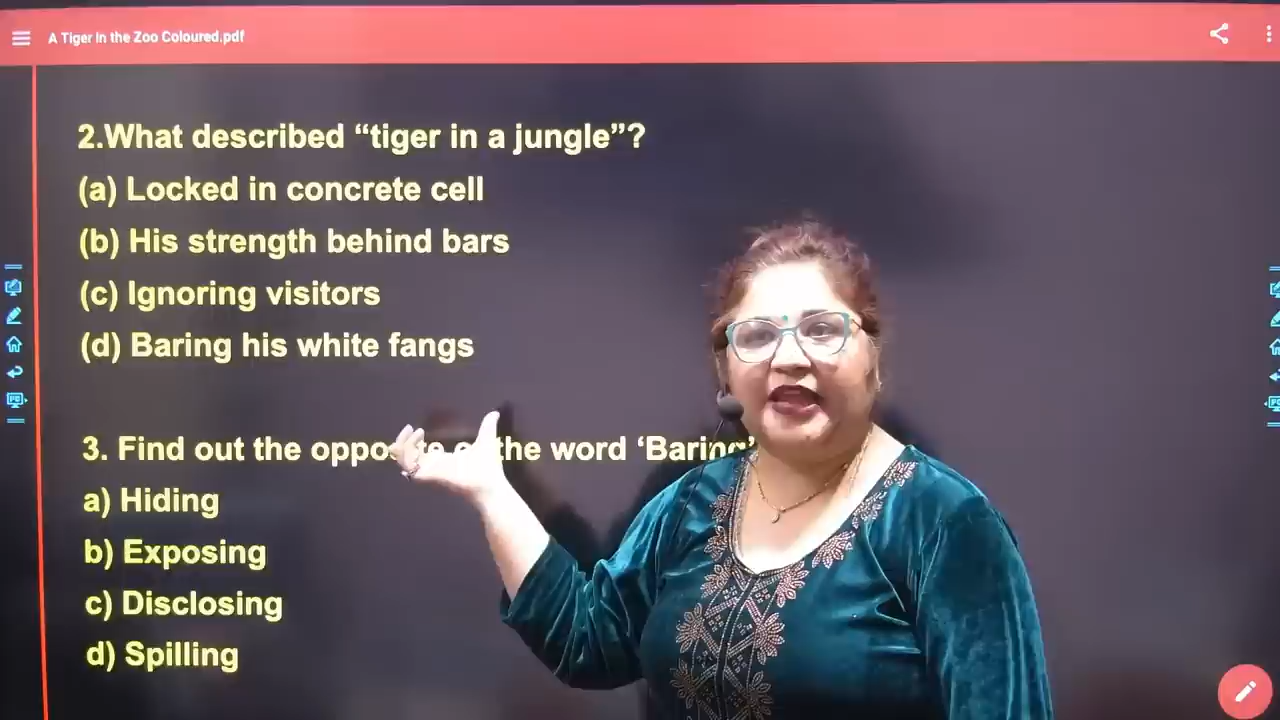 A Tiger in the Zoo Coloured.pdf
2.What described “tiger in a jungle”?
(a) Locked in concrete cell
(b) His strength behind bars
(c) Ignoring visitors
(d) Baring his white fangs
3. Find out the the word ‘Baring’
a) Hiding
b) Exposing
c) Disclosing
d) Spilling